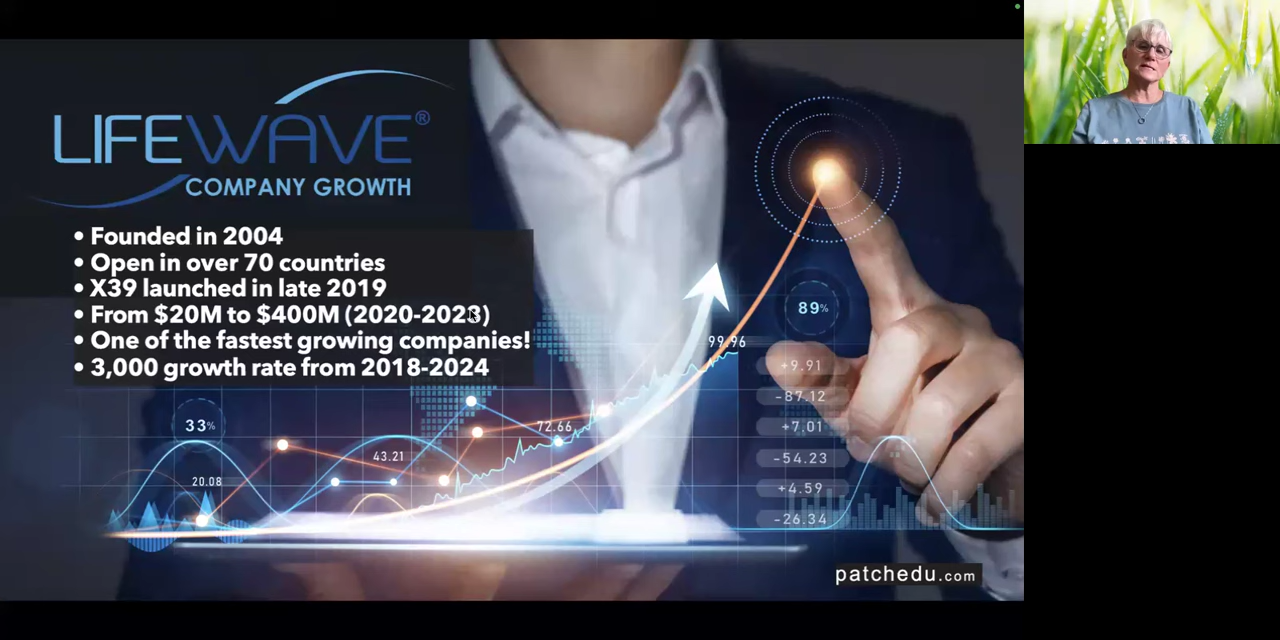 LIFEWAVE®
COMPANY GROWTH
• Founded in 2004
• Open in over 70 countries
• X39 launched in late 2019
• From $20M to $400M (2020-2023)
• One of the fastest growing companies!
• 3,000 growth rate from 2018-2024
89%
99.96
+9.91
-87.12
72.66
+7.01
33%
43.21
-54.23
20.08
+4.59
-26.34
patchedu.com